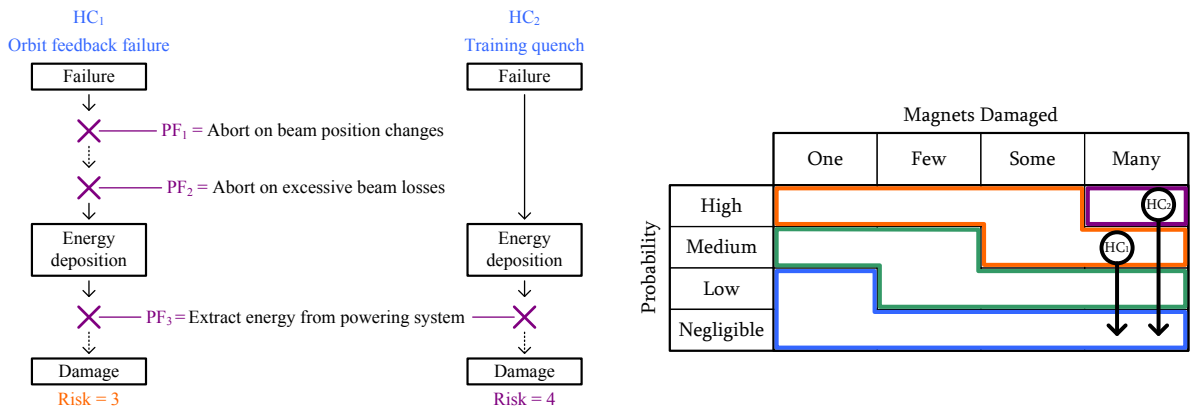 HC₁
Orbit feedback failure
Failure
PF₁ = Abort on beam position changes
PF₂ = Abort on excessive beam losses
Energy
deposition
PF₃ = Extract energy from powering system
Damage
Risk = 3
HC₂
Training quench
Failure
Energy
deposition
Damage
Risk = 4
Magnets Damaged
One Few Some Many
Probability
High
HC₂
Medium
HC₁
Low
Negligible